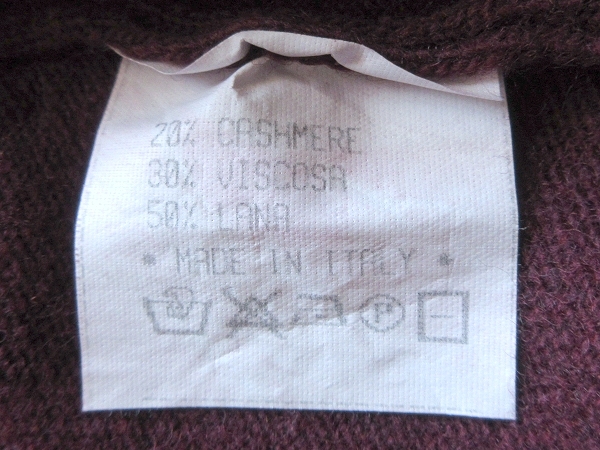 20% CASHMERE
30% VISCOSA
50% LANA
* MADE IN ITALY *
P